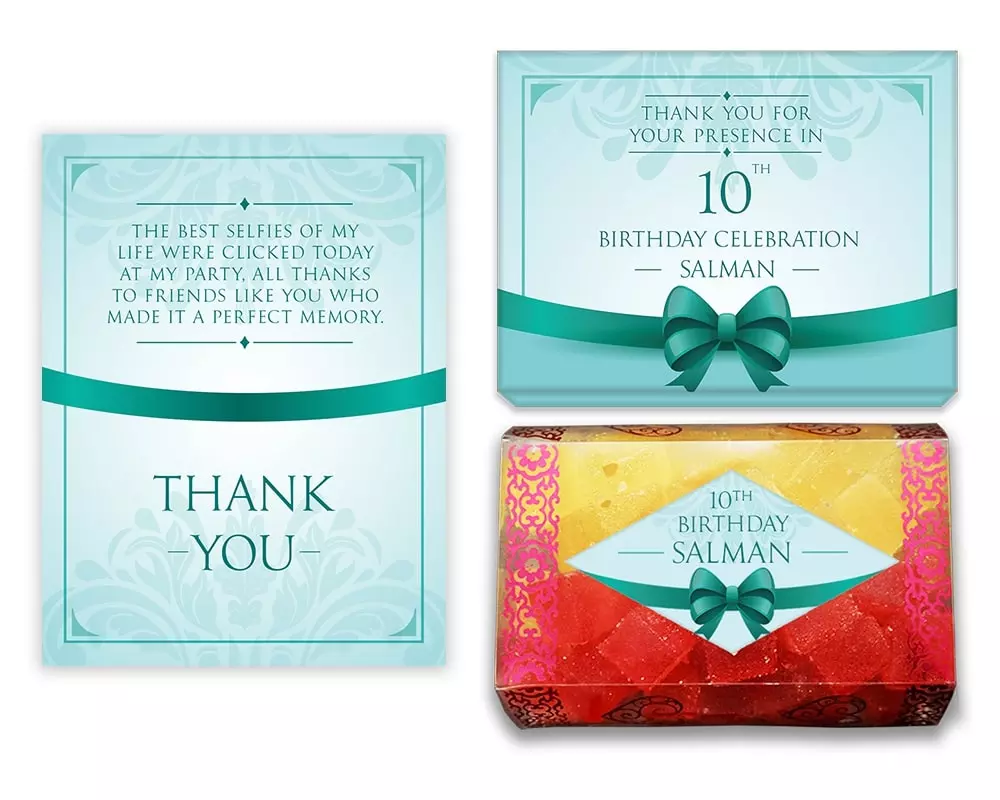 THE BEST SELFIES OF MY
LIFE WERE CLICKED TODAY
AT MY PARTY, ALL THANKS
TO FRIENDS LIKE YOU WHO
MADE IT A PERFECT MEMORY.
THANK
YOU
THANK YOU FOR
YOUR PRESENCE IN
10TH
BIRTHDAY CELEBRATION
SALMAN
10TH
BIRTHDAY
SALMAN